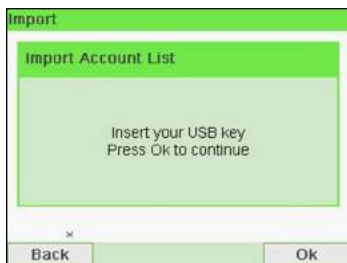 Import
Import Account List
Insert your USB key
Press Ok to continue
×
Back
Ok